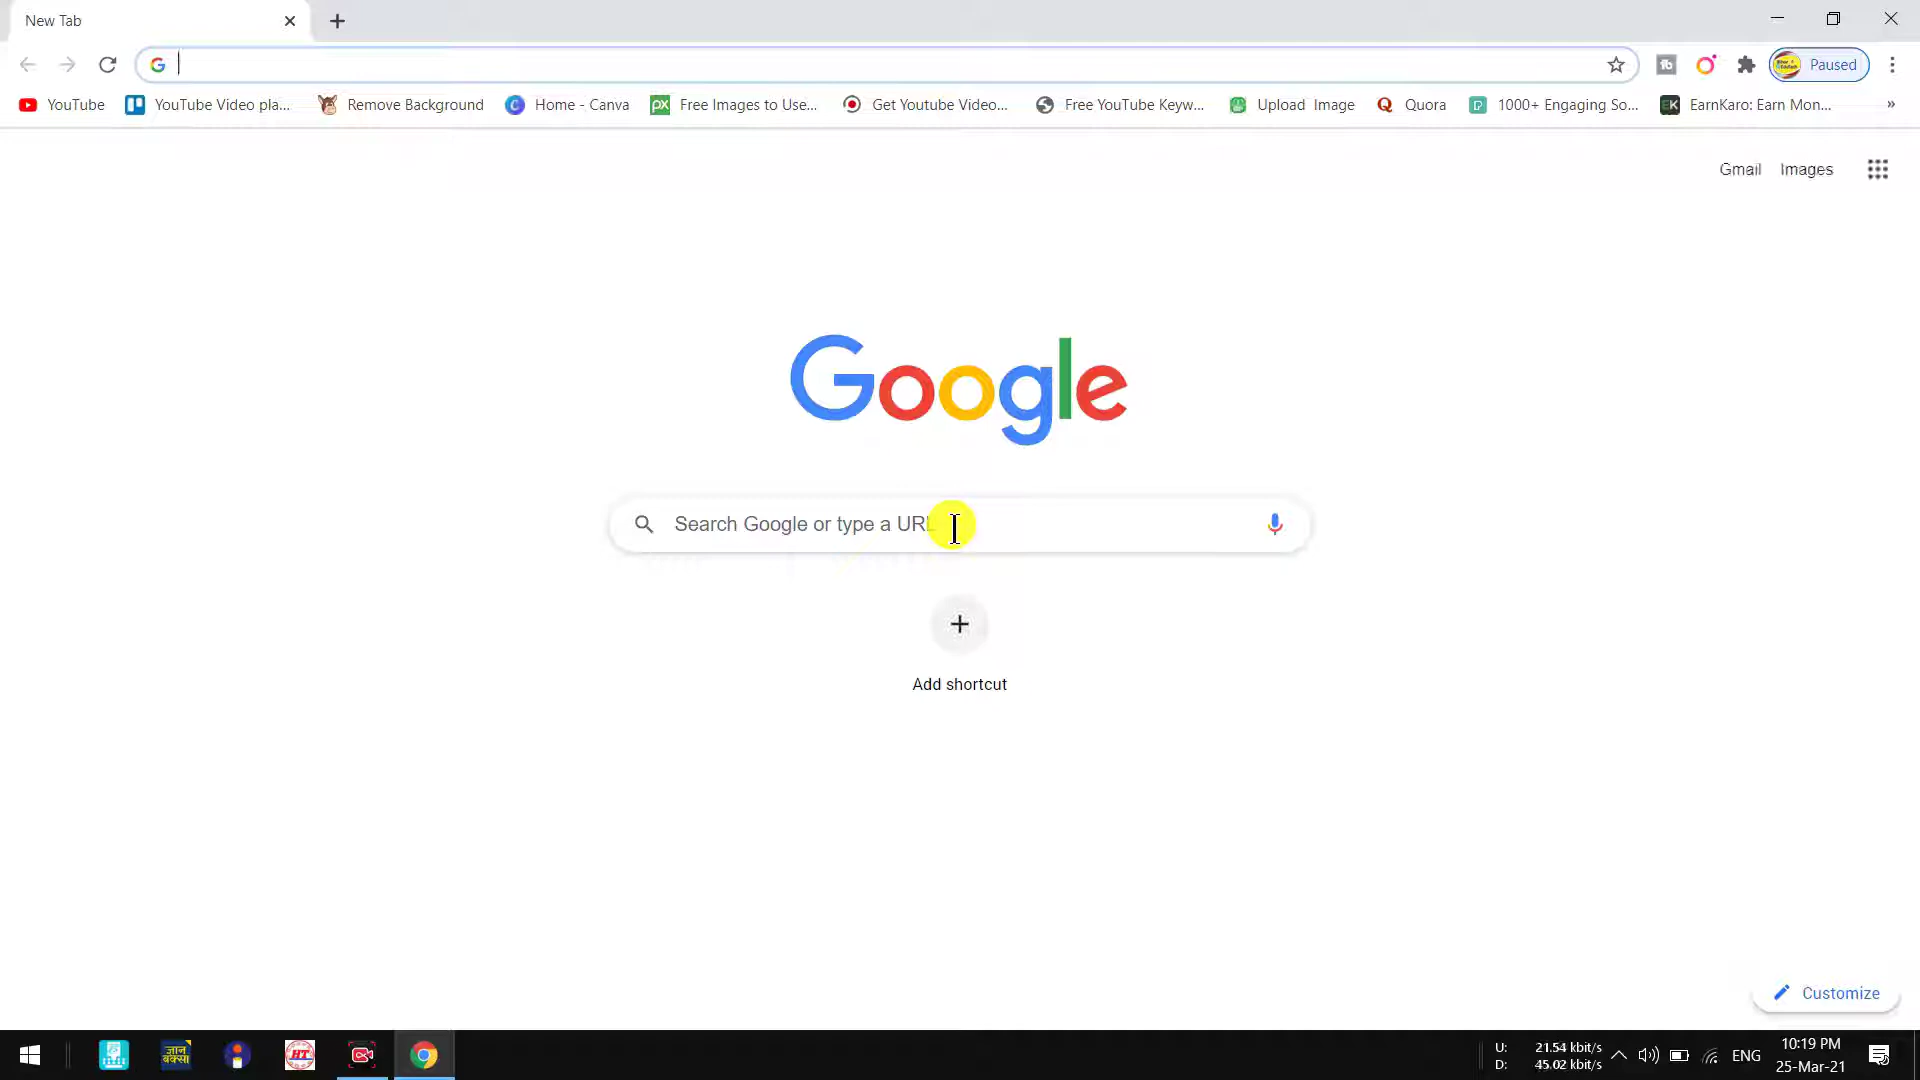 New Tab
Paused
YouTube
YouTube Video pla...
Remove Background
Home - Canva
Free Images to Use...
Get Youtube Video...
Free YouTube Keyw...
Upload Image
Quora
1000+ Engaging So...
EarnKaro: Earn Mon...
Gmail
Images
Google
Search Google or type a URL
Add shortcut
Customize
ज्ञान
बक्सा
HT
U: 21.54 kbit/s
D: 45.02 kbit/s
ENG
10:19 PM
25-Mar-21